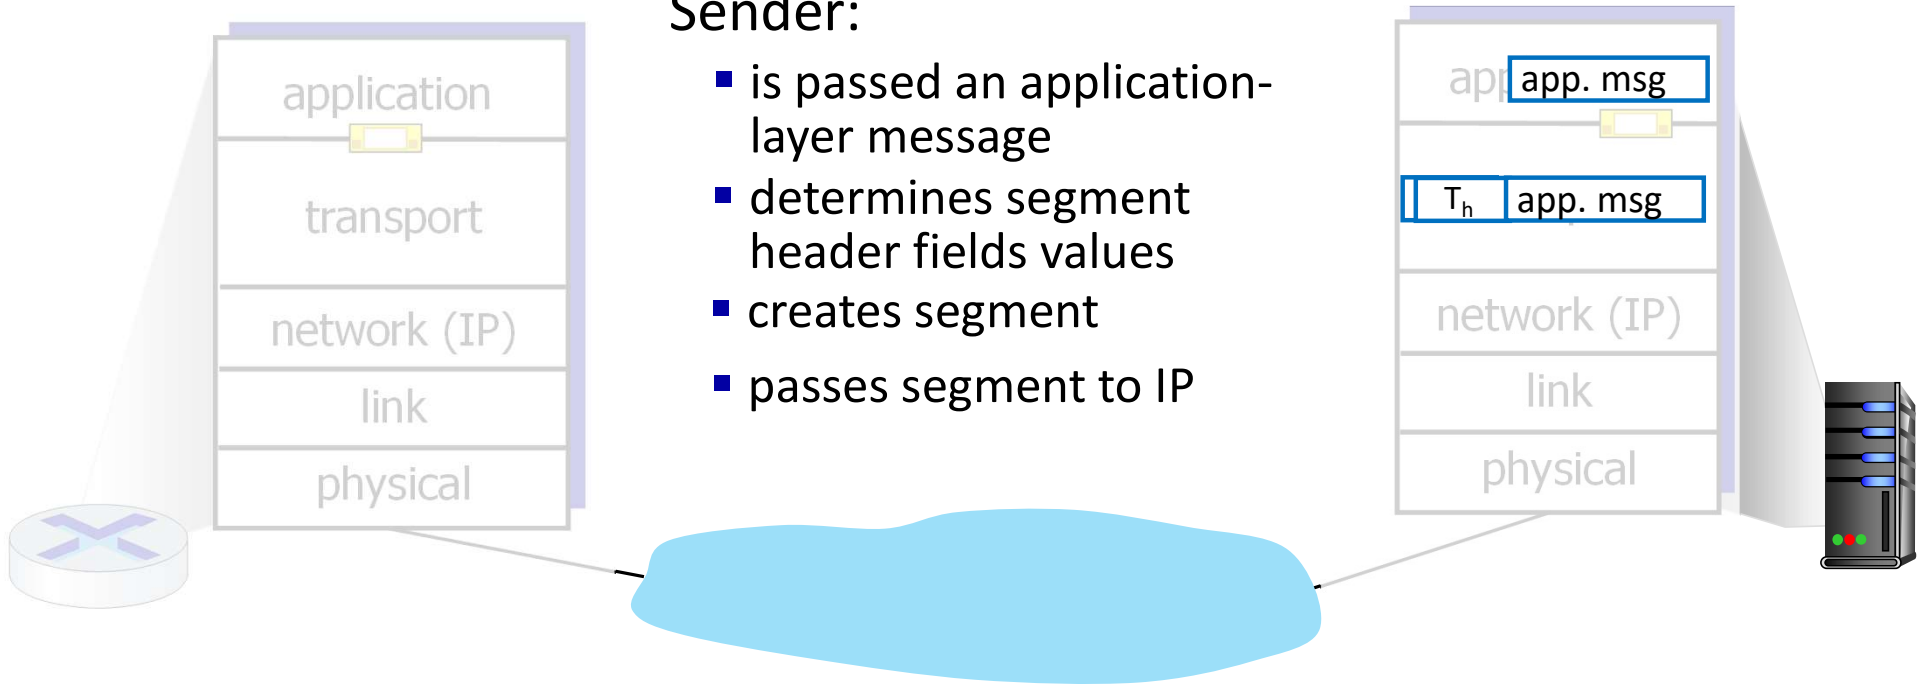 Sender:
▪ is passed an application-
layer message
▪ determines segment
header fields values
▪ creates segment
▪ passes segment to IP
application
transport
network (IP)
link
physical
app
app. msg
Th
app. msg
network (IP)
link
physical